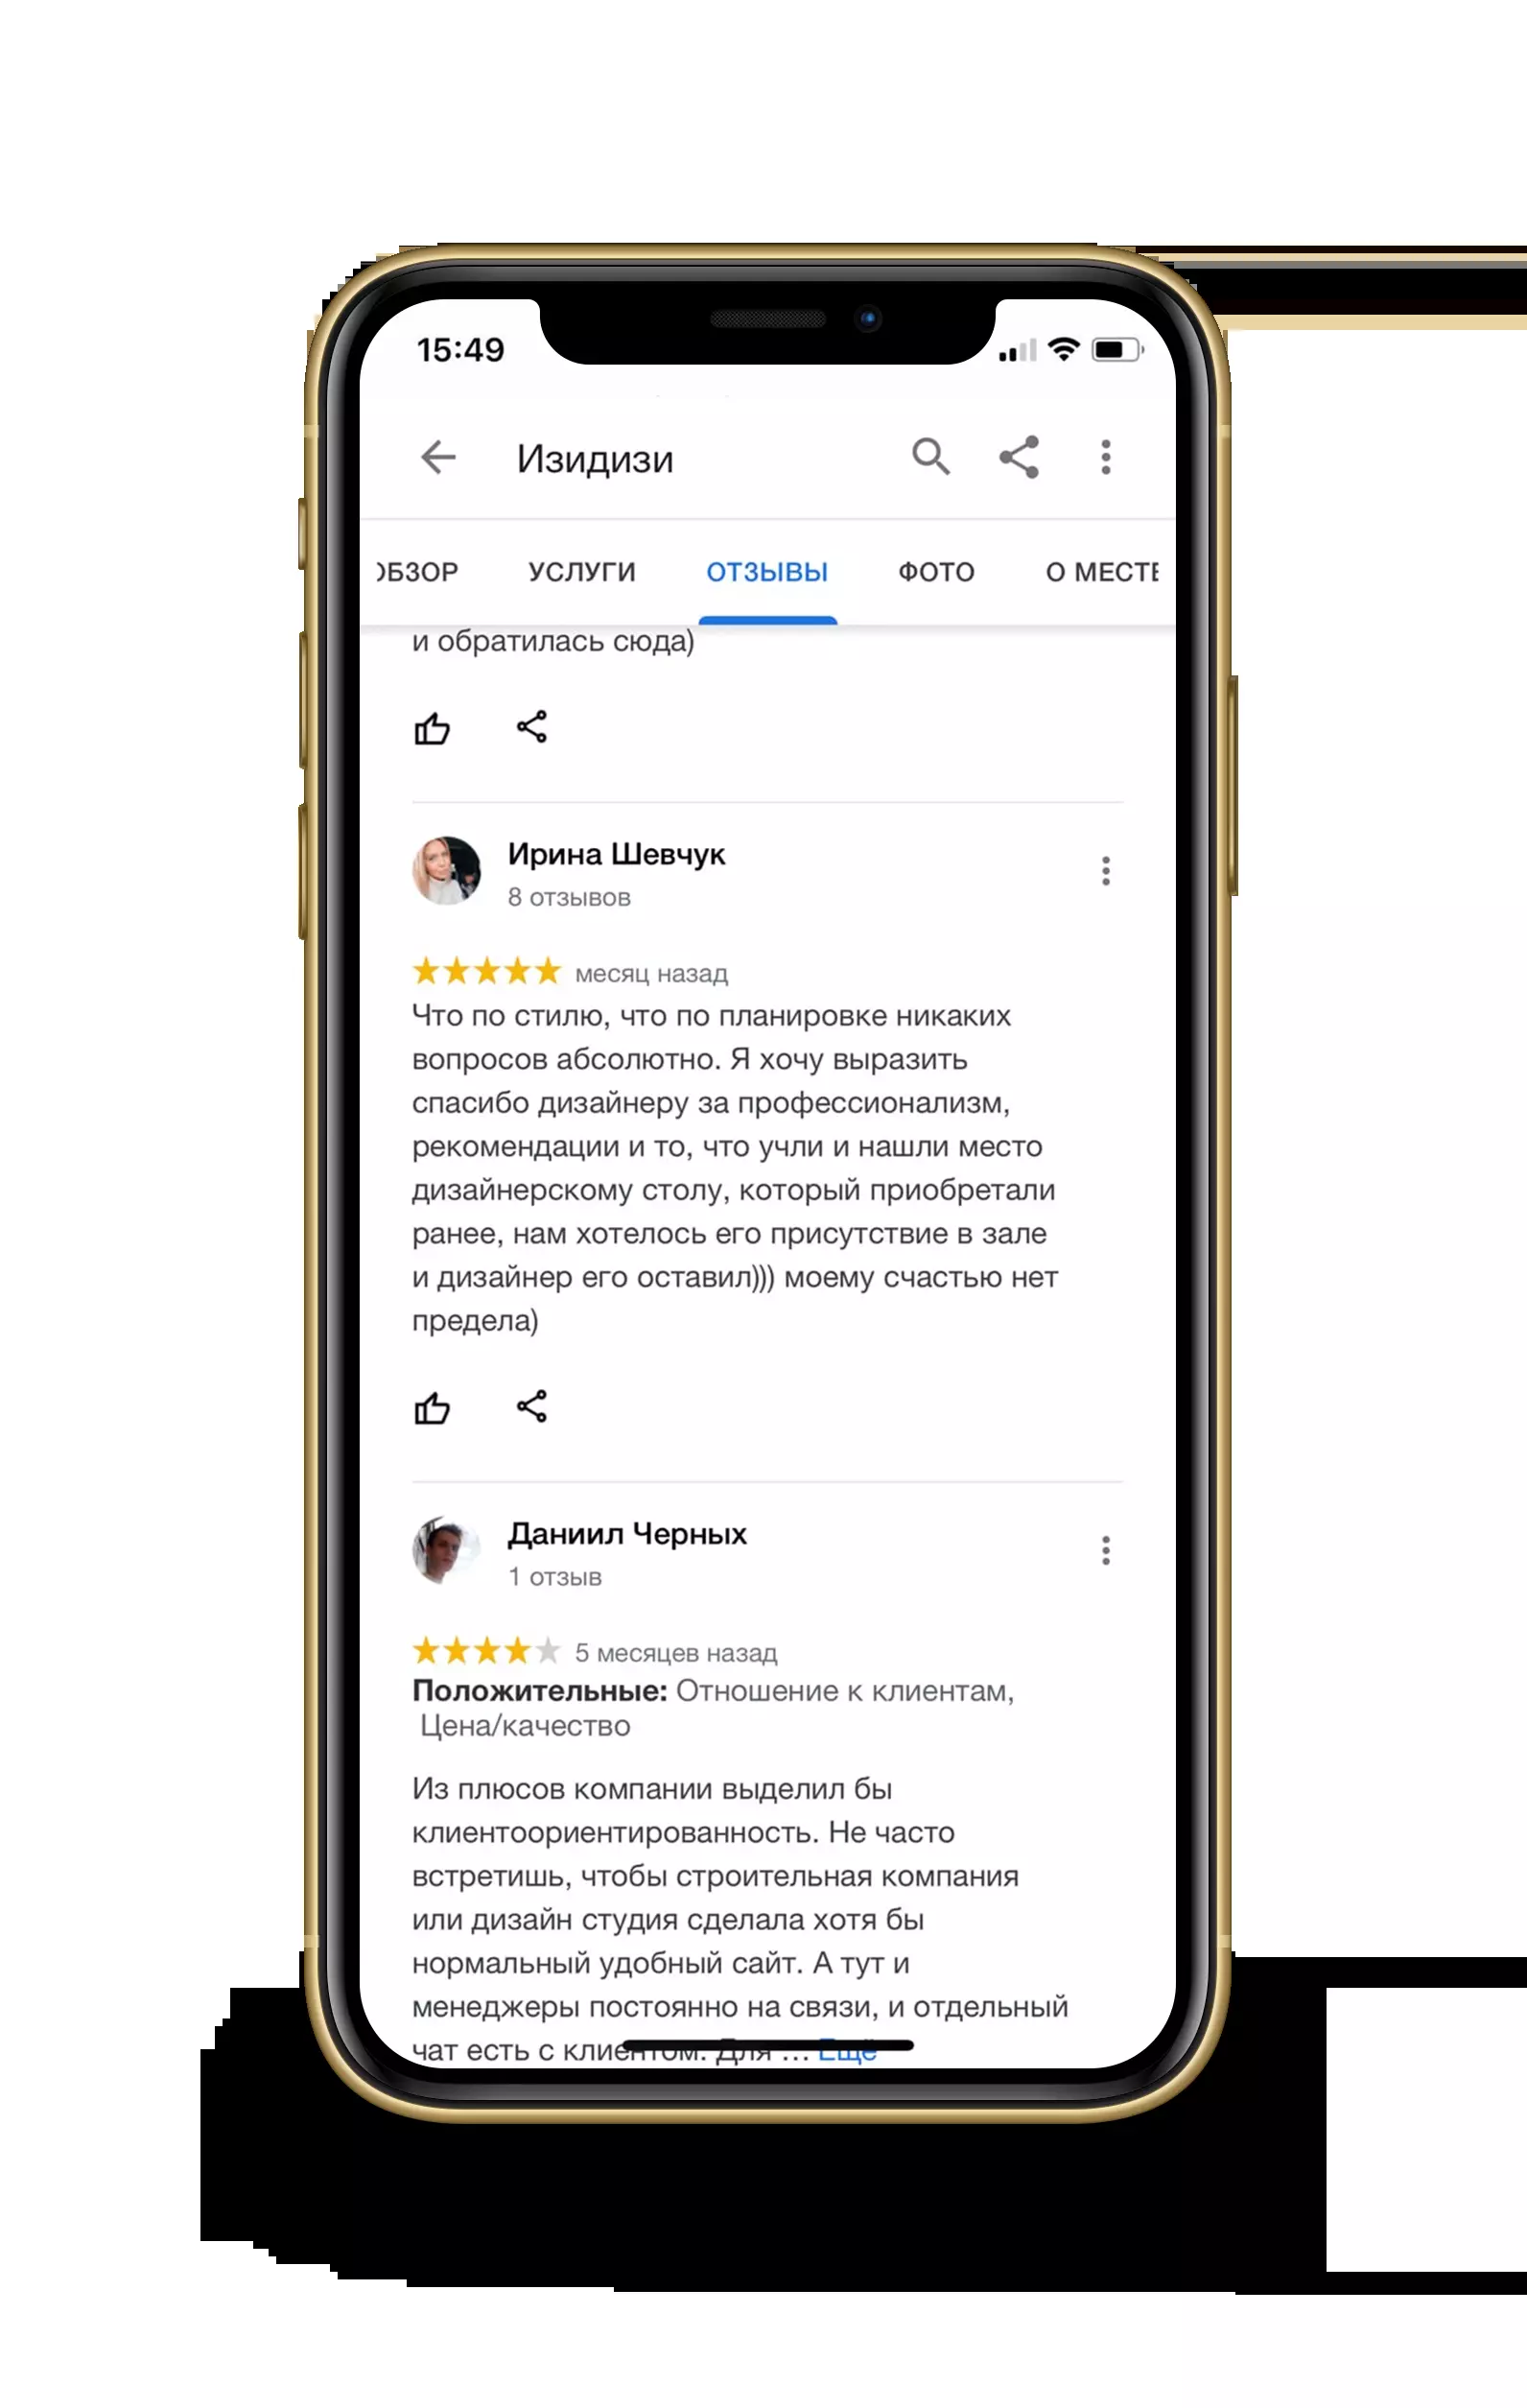 15:49
Изидизи
ОБЗОР УСЛУГИ ОТЗЫВЫ ФОТО О МЕСТЕ
и обратилась сюда)
Ирина Шевчук
8 отзывов
месяц назад
Что по стилю, что по планировке никаких
вопросов абсолютно. Я хочу выразить
спасибо дизайнеру за профессионализм,
рекомендации и то, что учли и нашли место
дизайнерскому столу, который приобретали
ранее, нам хотелось его присутствие в зале
и дизайнер его оставил))) моему счастью нет
предела)
Даниил Черных
1 отзыв
5 месяцев назад
Положительные: Отношение к клиентам,
Цена/качество
Из плюсов компании выделил бы
клиентоориентированность. Не часто
встретишь, чтобы строительная компания
или дизайн студия сделала хотя бы
нормальный удобный сайт. А тут и
менеджеры постоянно на связи, и отдельный
чат есть с клиентом. Для ... Ещё